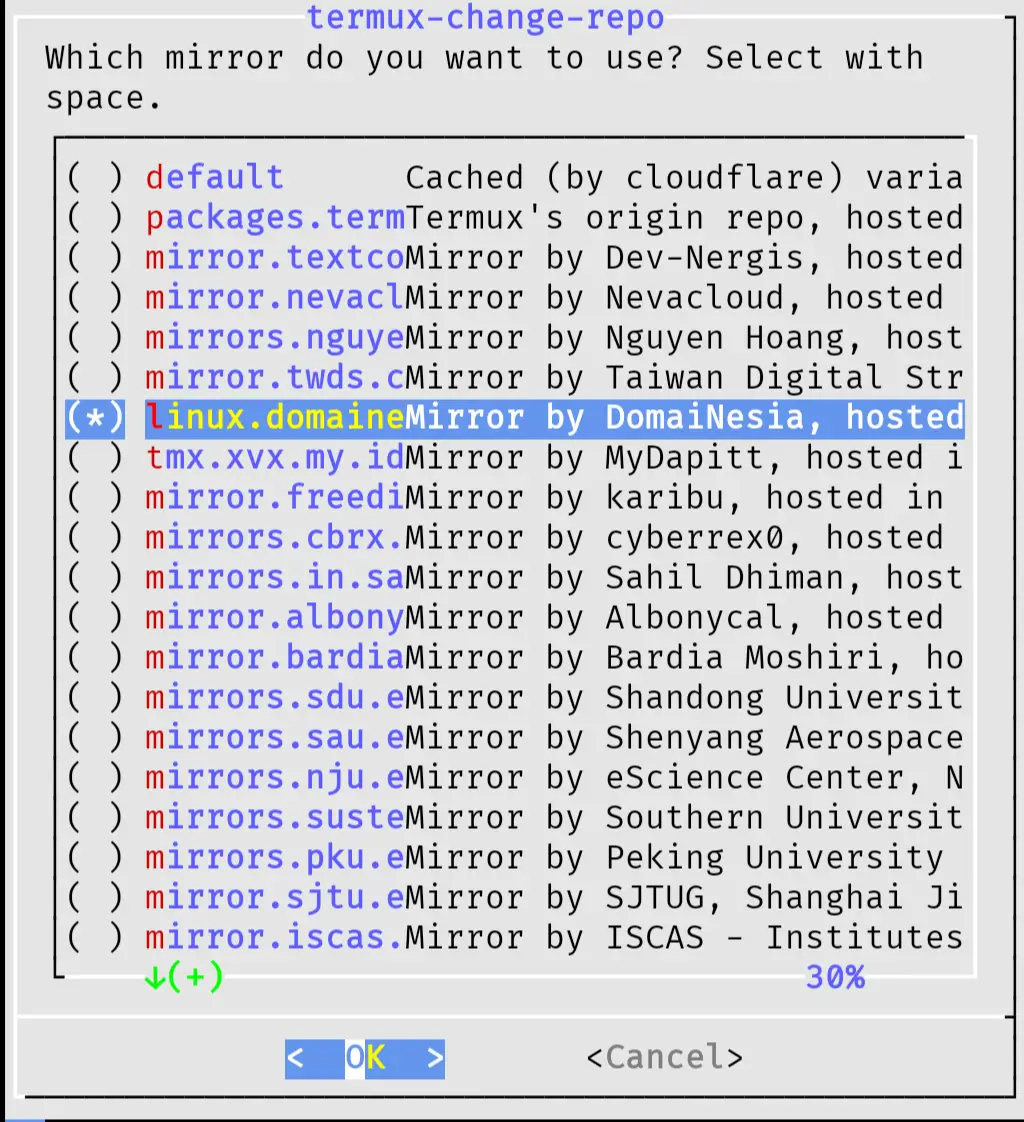 termux-change-repo
Which mirror do you want to use? Select with
space.
( ) default Cached (by cloudflare) varia
( ) packages.termTermux's origin repo, hosted
( ) mirror.textcoMirror by Dev-Nergis, hosted
( ) mirror.nevaclMirror by Nevacloud, hosted
( ) mirrors.nguyeMirror by Nguyen Hoang, host
( ) mirror.twds.cMirror by Taiwan Digital Str
(*) linux.domaineMirror by DomaiNesia, hosted
( ) tmx.xvx.my.idMirror by MyDapitt, hosted i
( ) mirror.freediMirror by karibu, hosted in
( ) mirrors.cbrx.Mirror by cyberrex0, hosted
( ) mirrors.in.saMirror by Sahil Dhiman, host
( ) mirror.albonyMirror by Albonycal, hosted
( ) mirror.bardiaMirror by Bardia Moshiri, ho
( ) mirrors.sdu.eMirror by Shandong Universit
( ) mirrors.sau.eMirror by Shenyang Aerospace
( ) mirrors.nju.eMirror by eScience Center, N
( ) mirrors.susteMirror by Southern Universit
( ) mirrors.pku.eMirror by Peking University
( ) mirror.sjtu.eMirror by SJTUG, Shanghai Ji
( ) mirror.iscas.Mirror by ISCAS - Institutes
↓(+) 30%
< OK > <Cancel>